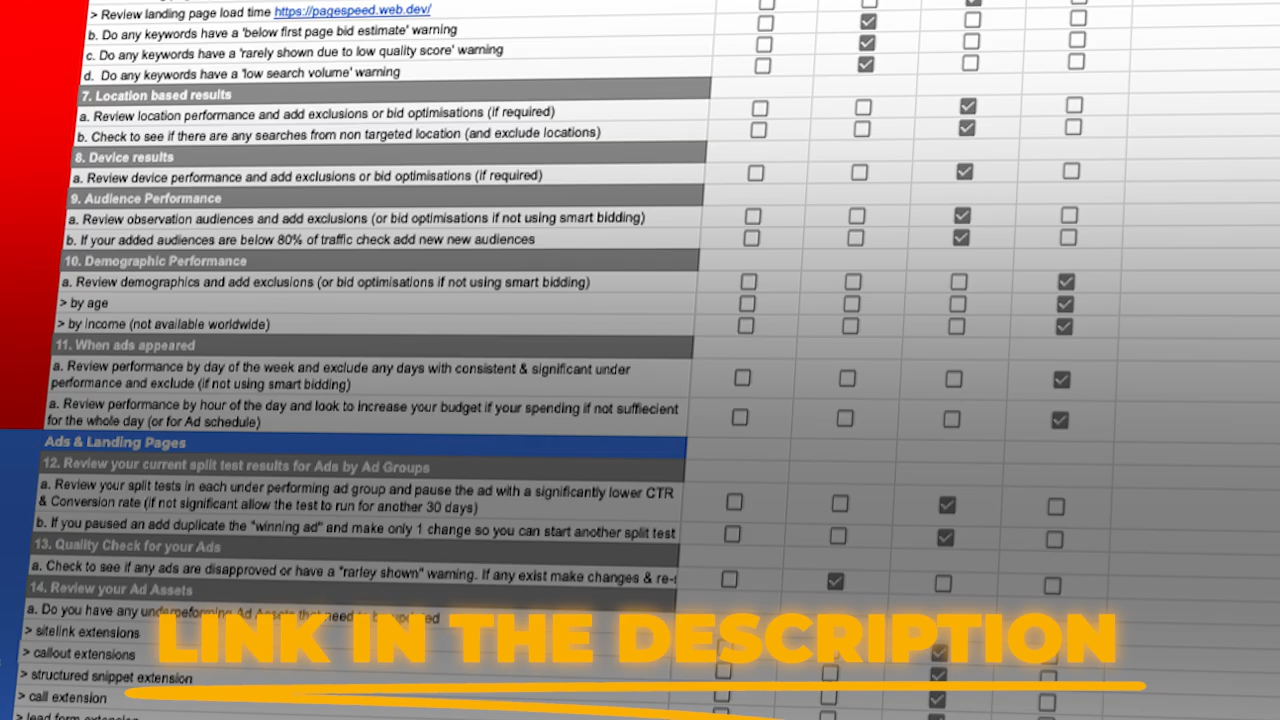 > Review landing page load time https://pagespeed.web.dev/
b. Do any keywords have a 'below first page bid estimate' warning
c. Do any keywords have a 'rarely shown due to low quality score' warning
d. Do any keywords have a 'low search volume' warning
7. Location based results
a. Review location performance and add exclusions or bid optimisations (if required)
b. Check to see if there are any searches from non targeted location (and exclude locations)
8. Device results
a. Review device performance and add exclusions or bid optimisations (if required)
9. Audience Performance
a. Review observation audiences and add exclusions (or bid optimisations if not using smart bidding)
b. If your added audiences are below 80% of traffic check add new new audiences
10. Demographic Performance
a. Review demographics and add exclusions (or bid optimisations if not using smart bidding)
> by age
> by income (not available worldwide)
11. When ads appeared
a. Review performance by day of the week and exclude any days with consistent & significant under
performance and exclude (if not using smart bidding)
a. Review performance by hour of the day and look to increase your budget if your spending if not suffiecient
for the whole day (or for Ad schedule)
Ads & Landing Pages
12. Review your current split test results for Ads by Ad Groups
a. Review your split tests in each under performing ad group and pause the ad with a significantly lower CTR
& Conversion rate (if not significant allow the test to run for another 30 days)
b. If you paused an add duplicate the "winning ad" and make only 1 change so you can start another split test
13. Quality Check for your Ads
a. Check to see if any ads are disapproved or have a "rarley shown" warning. If any exist make changes & re-
14. Review your Ad Assets
a. Do you have any underpeforming Ad Assets that need to be updated
> sitelink extensions
LINK IN THE DESCRIPTION
> callout extensions
> structured snippet extension
> call extension
> lead form extension